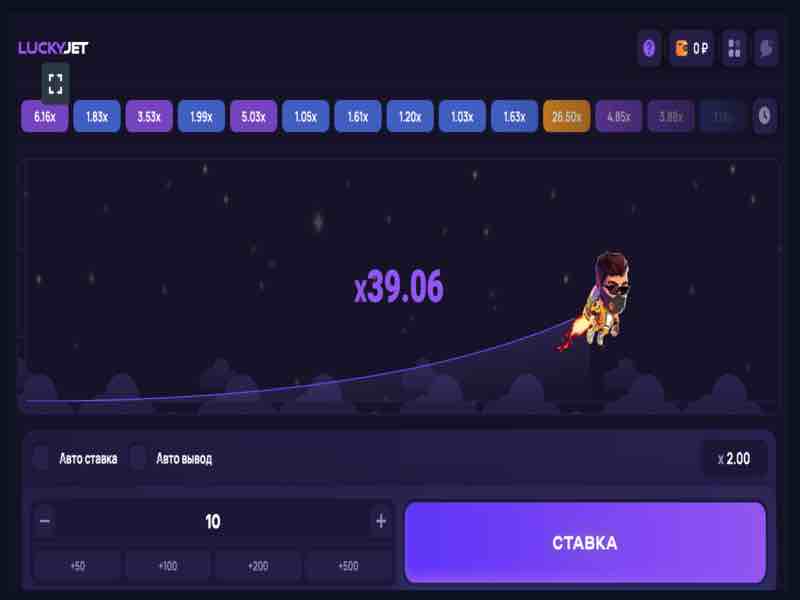 LUCKYJET
? 0 ₽
6.16x 1.83x 3.53x 1.99x 5.03x 1.05x 1.61x 1.20x 1.03x 1.63x 26.50x 4.85x 3.88x
x39.06
Авто ставка Авто вывод x 2.00
− 10 +
+50 +100 +200 +500
СТАВКА